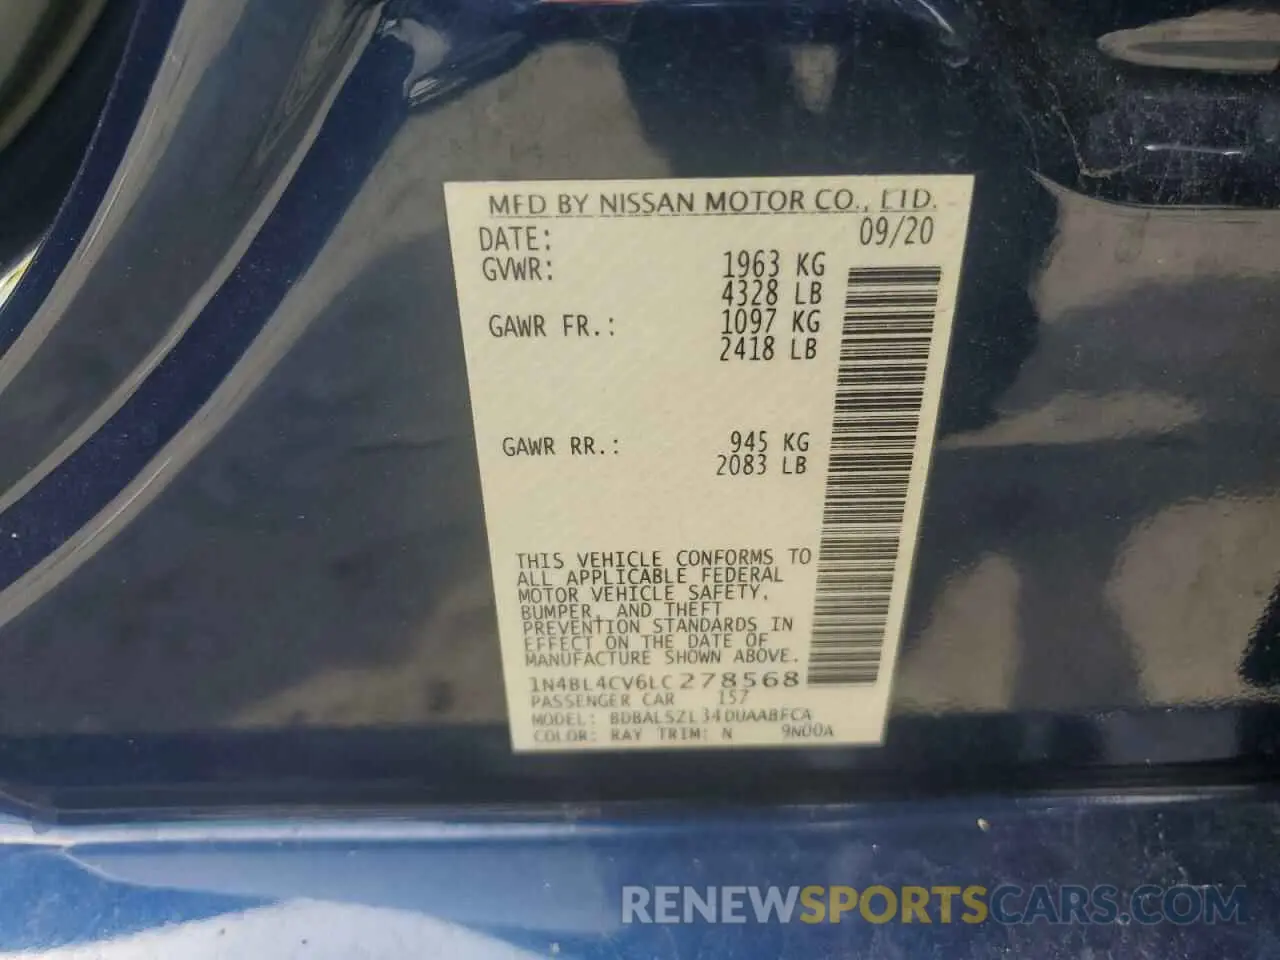 MFD BY NISSAN MOTOR CO., LTD.
DATE: 09/20
GVWR: 1963 KG
4328 LB
GAWR FR.: 1097 KG
2418 LB
GAWR RR.: 945 KG
2083 LB
THIS VEHICLE CONFORMS TO
ALL APPLICABLE FEDERAL
MOTOR VEHICLE SAFETY,
BUMPER, AND THEFT
PREVENTION STANDARDS IN
EFFECT ON THE DATE OF
MANUFACTURE SHOWN ABOVE.
1N4BL4CV6LC278568
PASSENGER CAR 157
MODEL: BDBALSZL34DUAABFCA
COLOR: RAY TRIM: N 9N00A
RENEWSPORTSCARS.COM